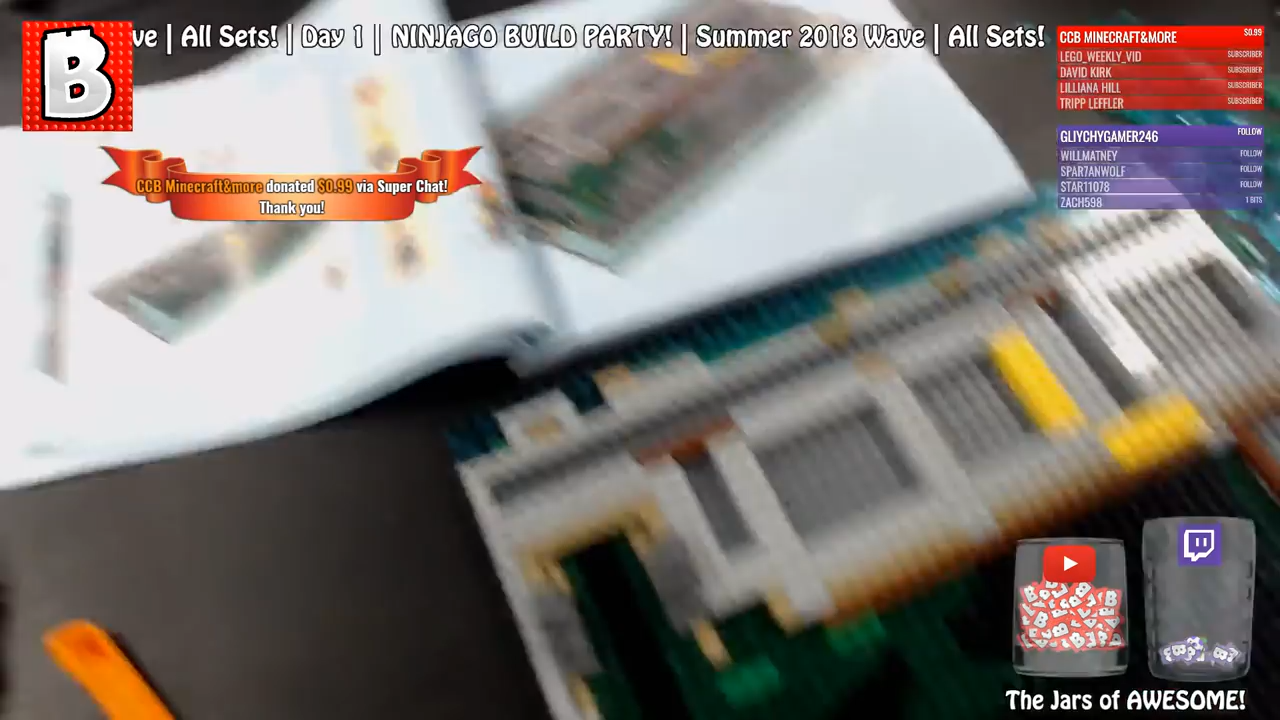 ve | All Sets! | Day 1 | NINJAGO BUILD PARTY! | Summer 2018 Wave | All Sets!
B
CCB Minecraft&more donated $0.99 via Super Chat!
Thank you!
CCB MINECRAFT&MORE $0.99
LEGO_WEEKLY_VID SUBSCRIBER
DAVID KIRK SUBSCRIBER
LILLIANA HILL SUBSCRIBER
TRIPP LEFFLER SUBSCRIBER
GLIYCHYGAMER246 FOLLOW
WILLMATNEY FOLLOW
SPAR7ANWOLF FOLLOW
STAR11078 FOLLOW
ZACH598 1 BITS
The Jars of AWESOME!